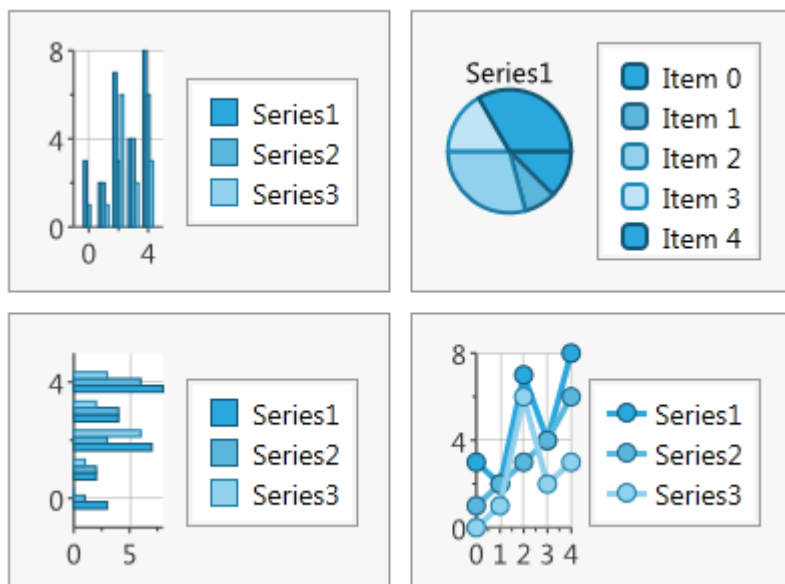 8
4
0
0 4
Series1
Series2
Series3
Series1
Item 0
Item 1
Item 2
Item 3
Item 4
4
0
0 5
Series1
Series2
Series3
8
4
0
0 1 2 3 4
Series1
Series2
Series3